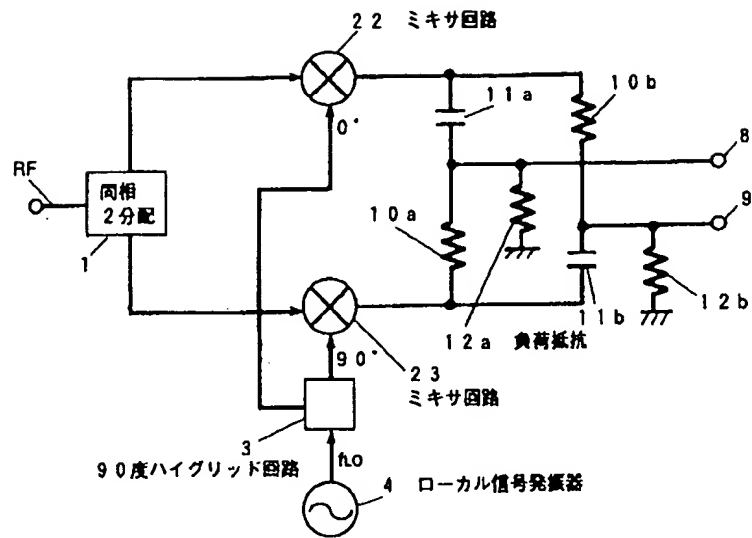 22 ミキサ回路
11a
10b
0°
8
RF
同相
2分配
1
10a
9
90°
12a 負荷抵抗
11b
12b
23
ミキサ回路
3
90度ハイグリッド回路
fLO
4 ローカル信号発振器